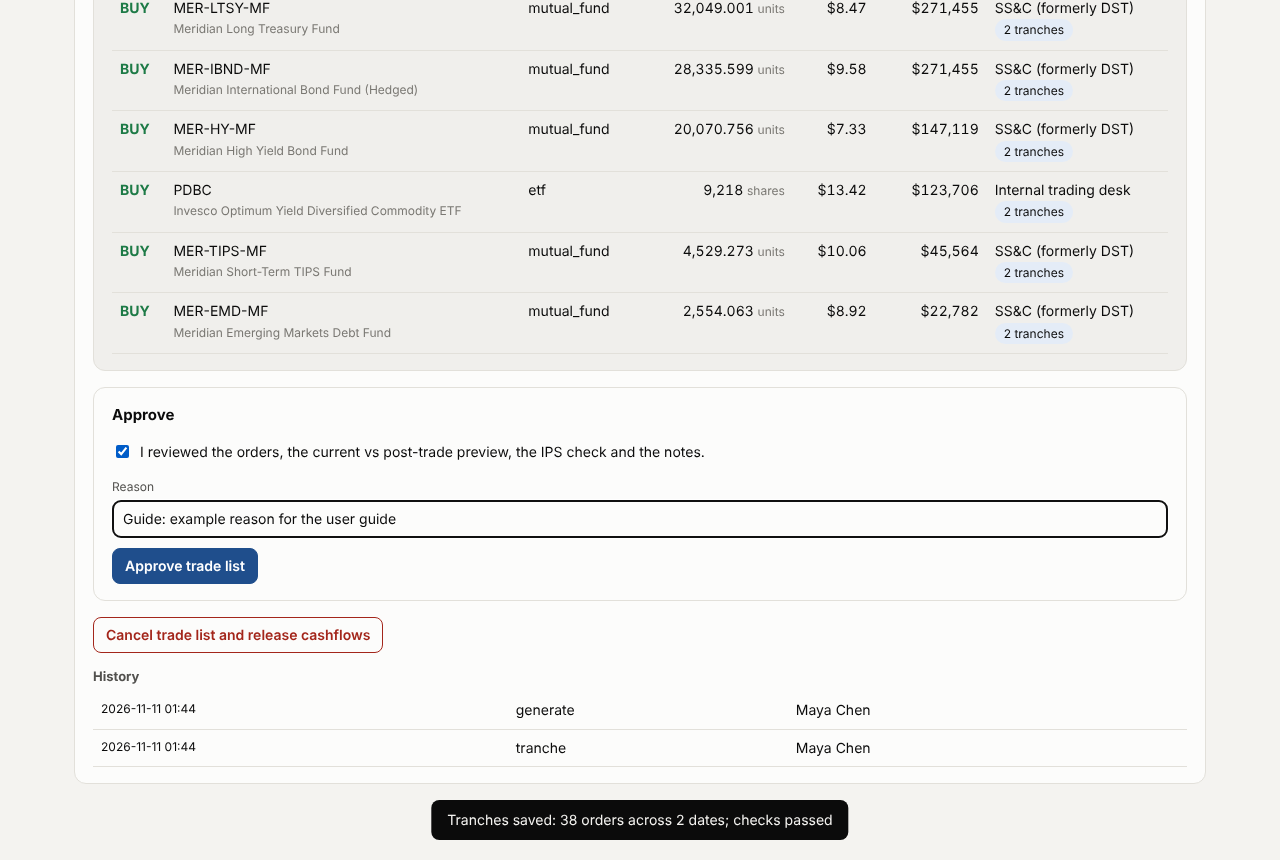 BUY MER-LTSY-MF mutual_fund 32,049.001 units $8.47 $271,455 SS&C (formerly DST)
Meridian Long Treasury Fund 2 tranches
BUY MER-IBND-MF mutual_fund 28,335.599 units $9.58 $271,455 SS&C (formerly DST)
Meridian International Bond Fund (Hedged) 2 tranches
BUY MER-HY-MF mutual_fund 20,070.756 units $7.33 $147,119 SS&C (formerly DST)
Meridian High Yield Bond Fund 2 tranches
BUY PDBC etf 9,218 shares $13.42 $123,706 Internal trading desk
Invesco Optimum Yield Diversified Commodity ETF 2 tranches
BUY MER-TIPS-MF mutual_fund 4,529.273 units $10.06 $45,564 SS&C (formerly DST)
Meridian Short-Term TIPS Fund 2 tranches
BUY MER-EMD-MF mutual_fund 2,554.063 units $8.92 $22,782 SS&C (formerly DST)
Meridian Emerging Markets Debt Fund 2 tranches
Approve
I reviewed the orders, the current vs post-trade preview, the IPS check and the notes.
Reason
Guide: example reason for the user guide
Approve trade list
Cancel trade list and release cashflows
History
2026-11-11 01:44 generate Maya Chen
2026-11-11 01:44 tranche Maya Chen
Tranches saved: 38 orders across 2 dates; checks passed